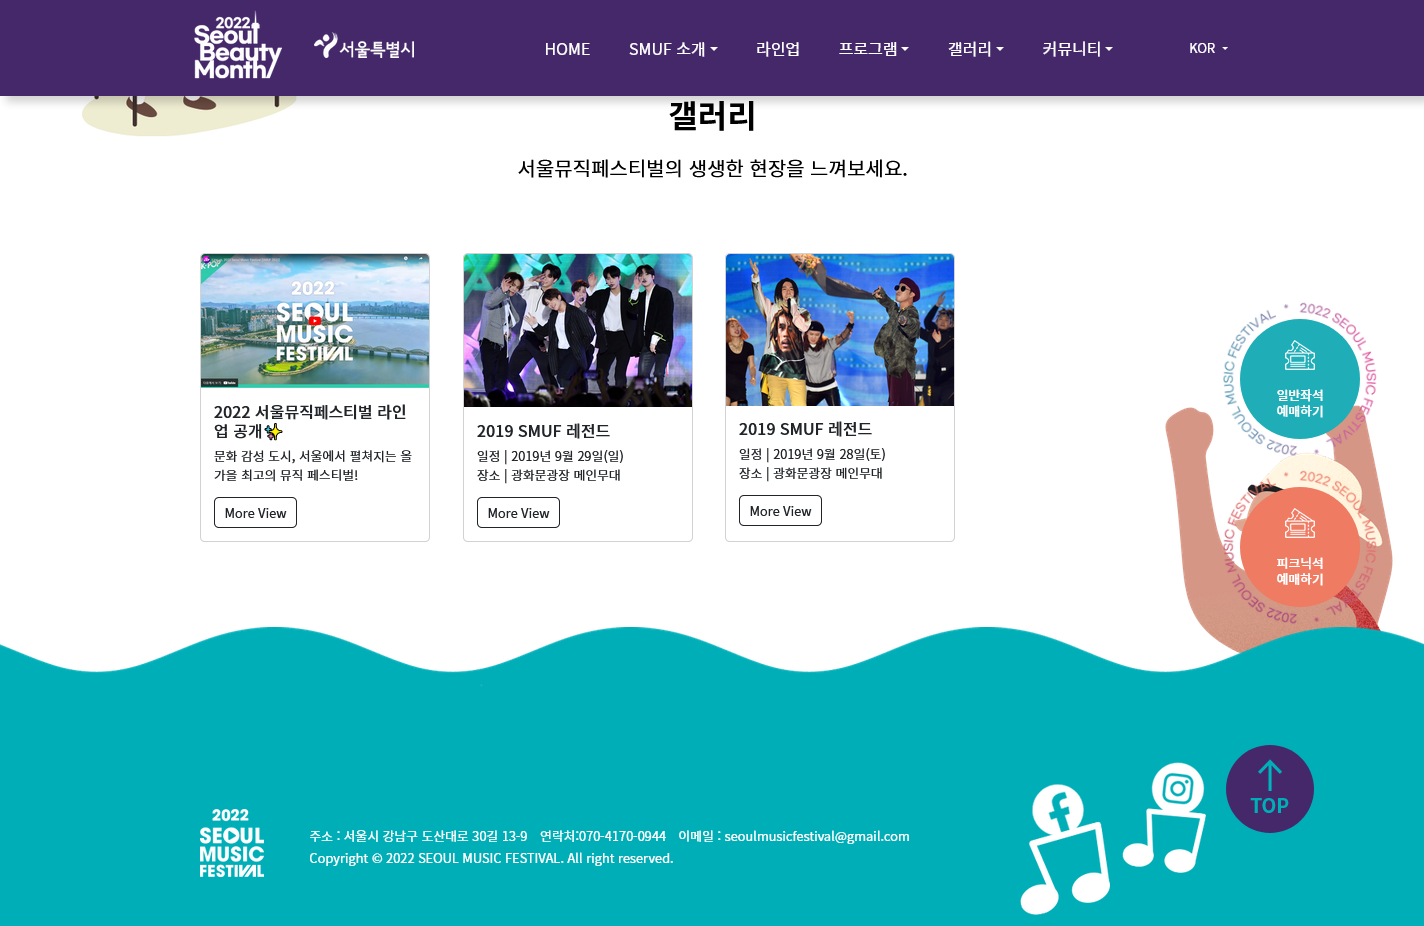 2022
Seoul
Beauty
Month
서울특별시
HOME
SMUF 소개
라인업
프로그램
갤러리
커뮤니티
KOR
갤러리
서울뮤직페스티벌의 생생한 현장을 느껴보세요.
K-POP
2022
SEOUL
MUSIC
FESTIVAL
2022 서울뮤직페스티벌 라인
업 공개✨
문화 감성 도시, 서울에서 펼쳐지는 올
가을 최고의 뮤직 페스티벌!
More View
2019 SMUF 레전드
일정 | 2019년 9월 29일(일)
장소 | 광화문광장 메인무대
More View
2019 SMUF 레전드
일정 | 2019년 9월 28일(토)
장소 | 광화문광장 메인무대
More View
2022 SEOUL MUSIC FESTIVAL • 2022 SEOUL MUSIC FESTIVAL •
일반좌석
예매하기
2022 SEOUL MUSIC FESTIVAL • 2022 SEOUL MUSIC FESTIVAL •
피크닉석
예매하기
TOP
2022
SEOUL
MUSIC
FESTIVAL
주소 : 서울시 강남구 도산대로 30길 13-9 연락처:070-4170-0944 이메일 : seoulmusicfestival@gmail.com
Copyright © 2022 SEOUL MUSIC FESTIVAL. All right reserved.